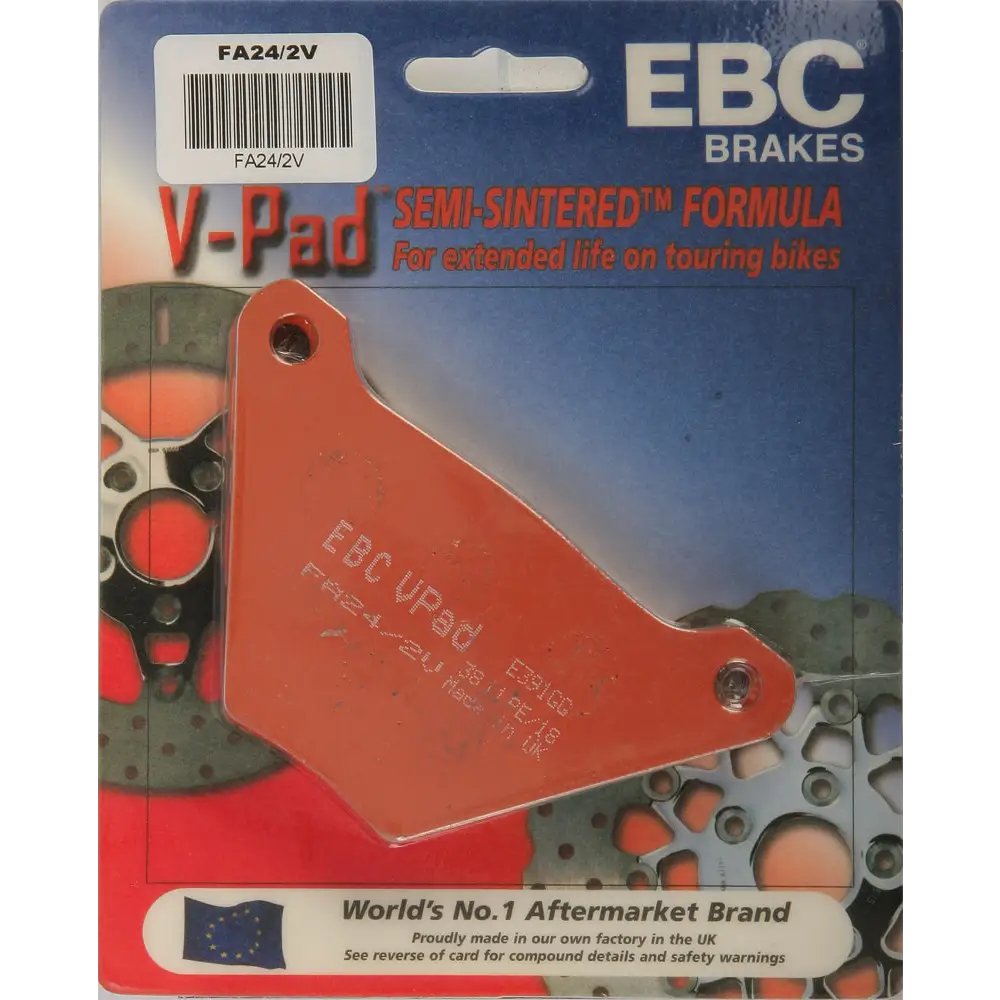 FA24/2V
FA24/2V
EBC®
BRAKES
V-Pad™
SEMI-SINTERED™ FORMULA
For extended life on touring bikes
EBC VPad
FA24-2V
E391GG
Made in UK
World's No.1 Aftermarket Brand
Proudly made in our own factory in the UK
See reverse of card for compound details and safety warnings